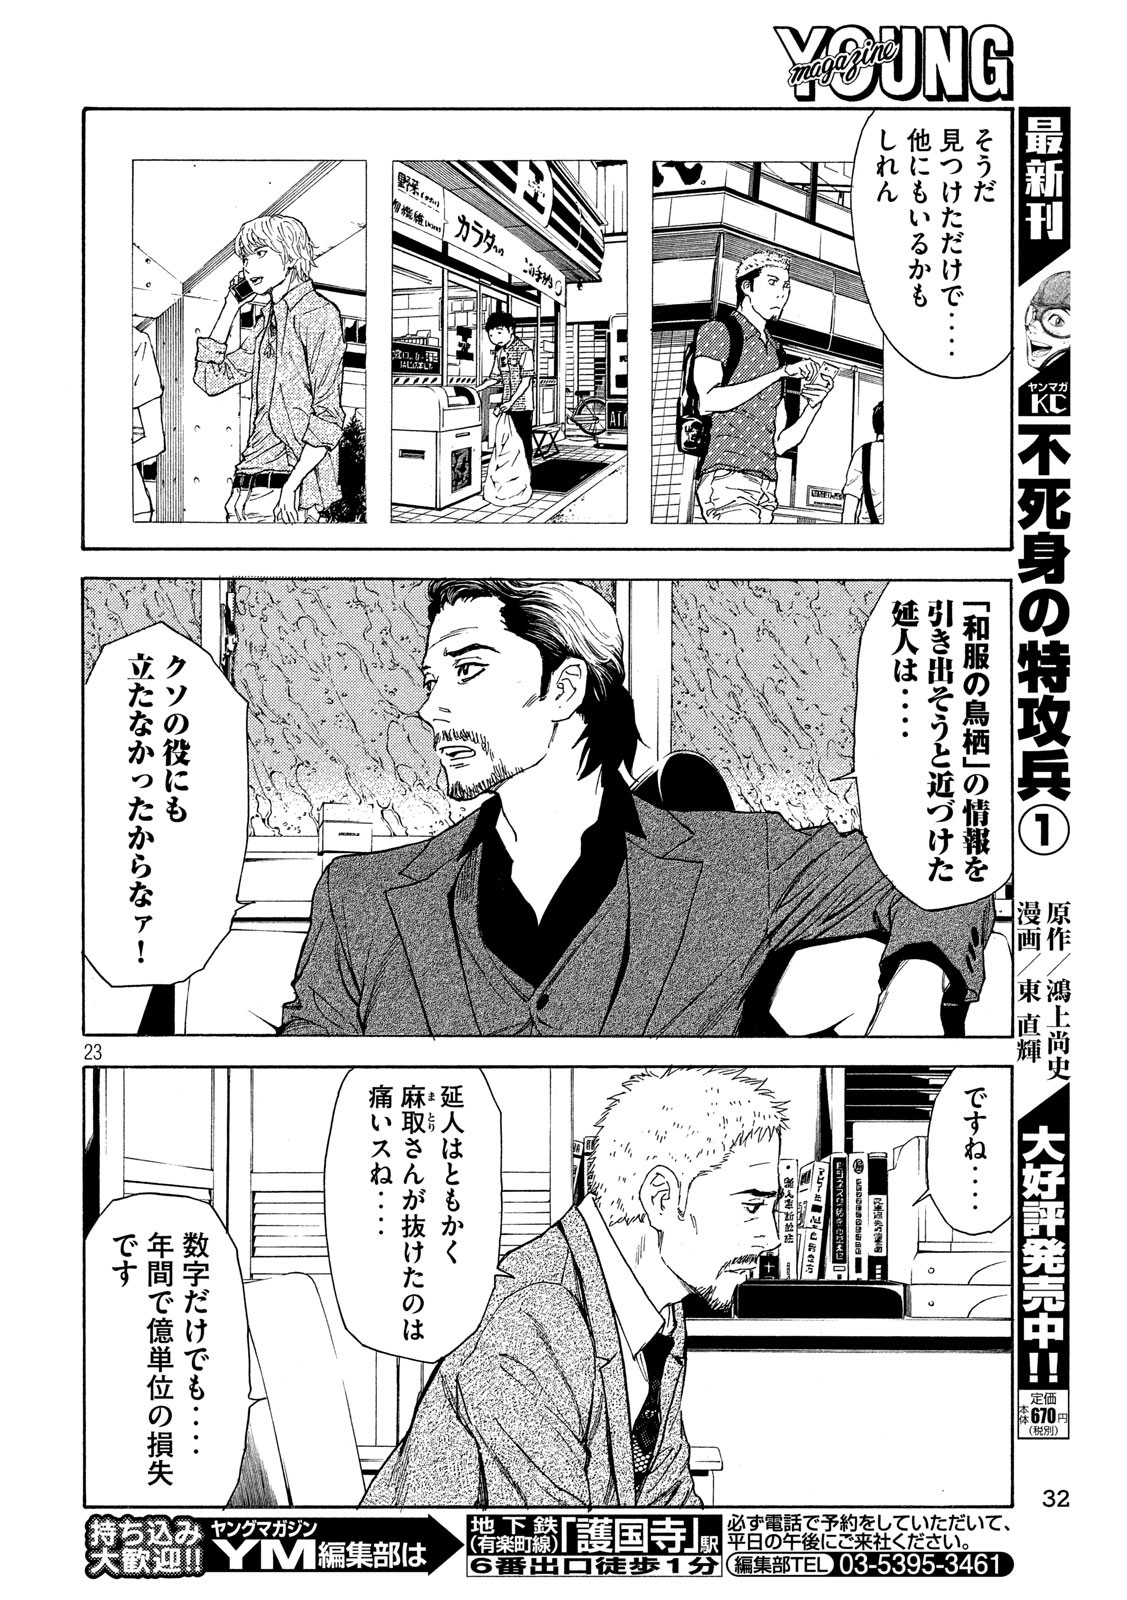 YOUNG
magazine
そうだ
見つけただけで‥‥
他にもいるかも
しれん
野菜
カラダ
「和服の鳥栖」の情報を
引き出そうと近づけた
延人は‥‥
クソの役にも
立たなかったからなァ!
23
ですね‥‥
延人はともかく
麻取さんが抜けたのは
まとり
痛いスね‥‥
数字だけでも‥‥
年間で億単位の損失
です
最新刊
ヤンマガ
KC
不死身の特攻兵①
原作/鴻上尚史
漫画/東 直輝
大好評発売中!!
定価
本体670円
(税別)
32
持ち込み
大歓迎!!
ヤングマガジン
YM編集部は
地下鉄
(有楽町線)
「護国寺」駅
6番出口徒歩1分
必ず電話で予約をしていただいて、
平日の午後にご来社ください。
編集部TEL 03-5395-3461